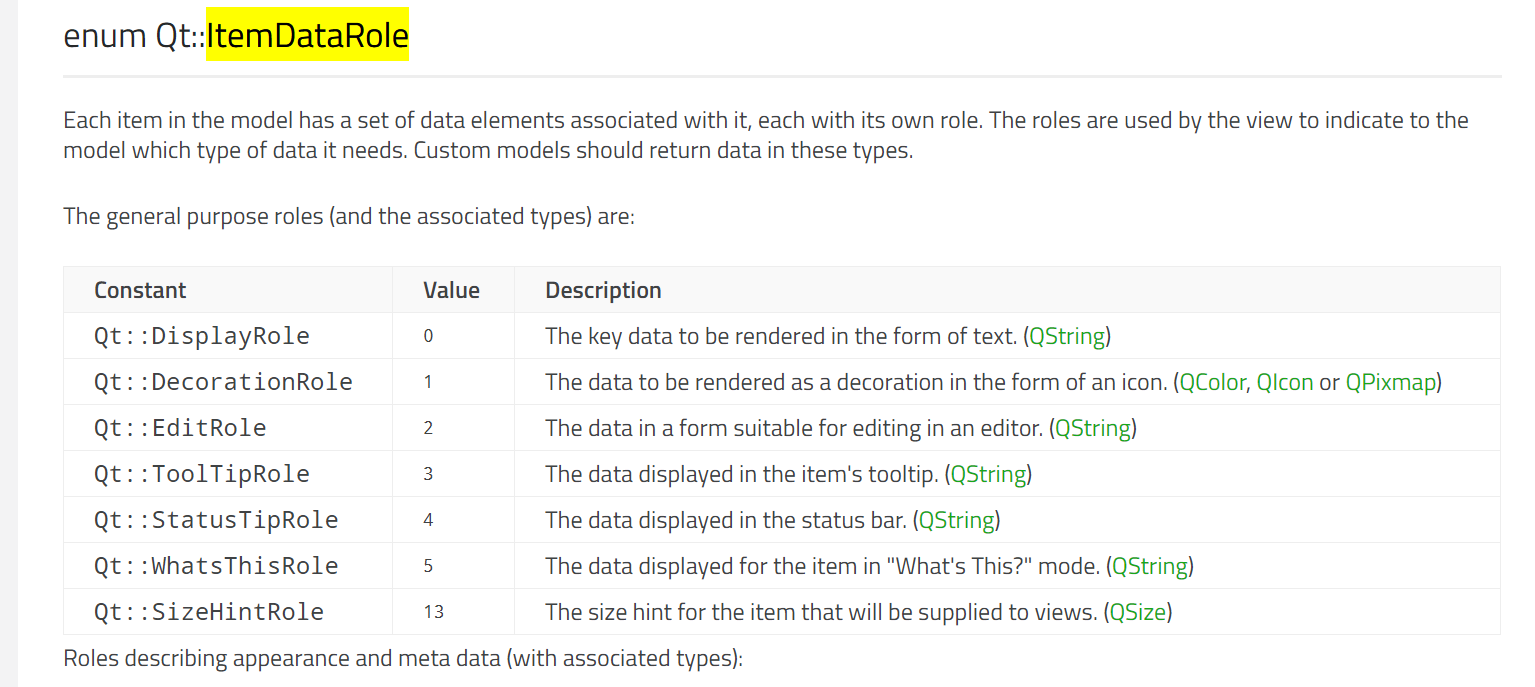 enum Qt::ItemDataRole
Each item in the model has a set of data elements associated with it, each with its own role. The roles are used by the view to indicate to the
model which type of data it needs. Custom models should return data in these types.
The general purpose roles (and the associated types) are:
Constant Value Description
Qt::DisplayRole 0 The key data to be rendered in the form of text. (QString)
Qt::DecorationRole 1 The data to be rendered as a decoration in the form of an icon. (QColor, QIcon or QPixmap)
Qt::EditRole 2 The data in a form suitable for editing in an editor. (QString)
Qt::ToolTipRole 3 The data displayed in the item's tooltip. (QString)
Qt::StatusTipRole 4 The data displayed in the status bar. (QString)
Qt::WhatsThisRole 5 The data displayed for the item in "What's This?" mode. (QString)
Qt::SizeHintRole 13 The size hint for the item that will be supplied to views. (QSize)
Roles describing appearance and meta data (with associated types):